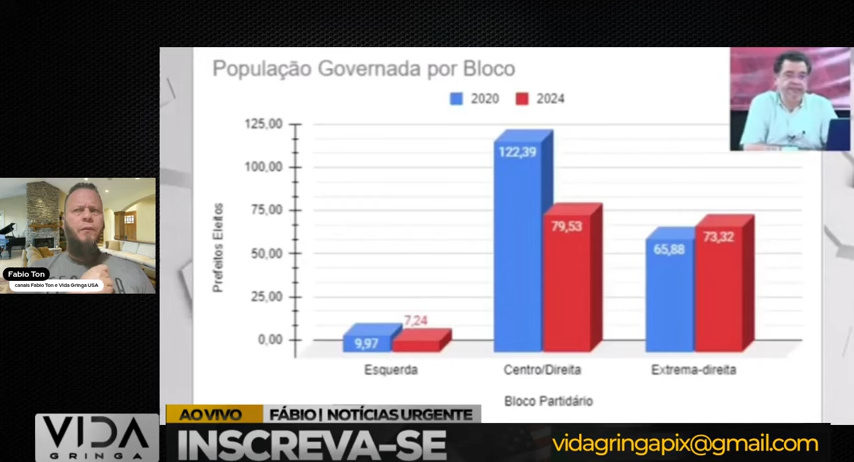 População Governada por Bloco
2020 2024
125,00
100,00
75,00
50,00
25,00
0,00
Prefeitos Eleitos
9,97
7,24
122,39
79,53
65,88
73,32
Esquerda Centro/Direita Extrema-direita
Bloco Partidário
Fabio Ton
canais Fabio Ton e Vida Gringa USA
AO VIVO FÁBIO | NOTÍCIAS URGENTE
VIDA
GRINGA
INSCREVA-SE
vidagringapix@gmail.com